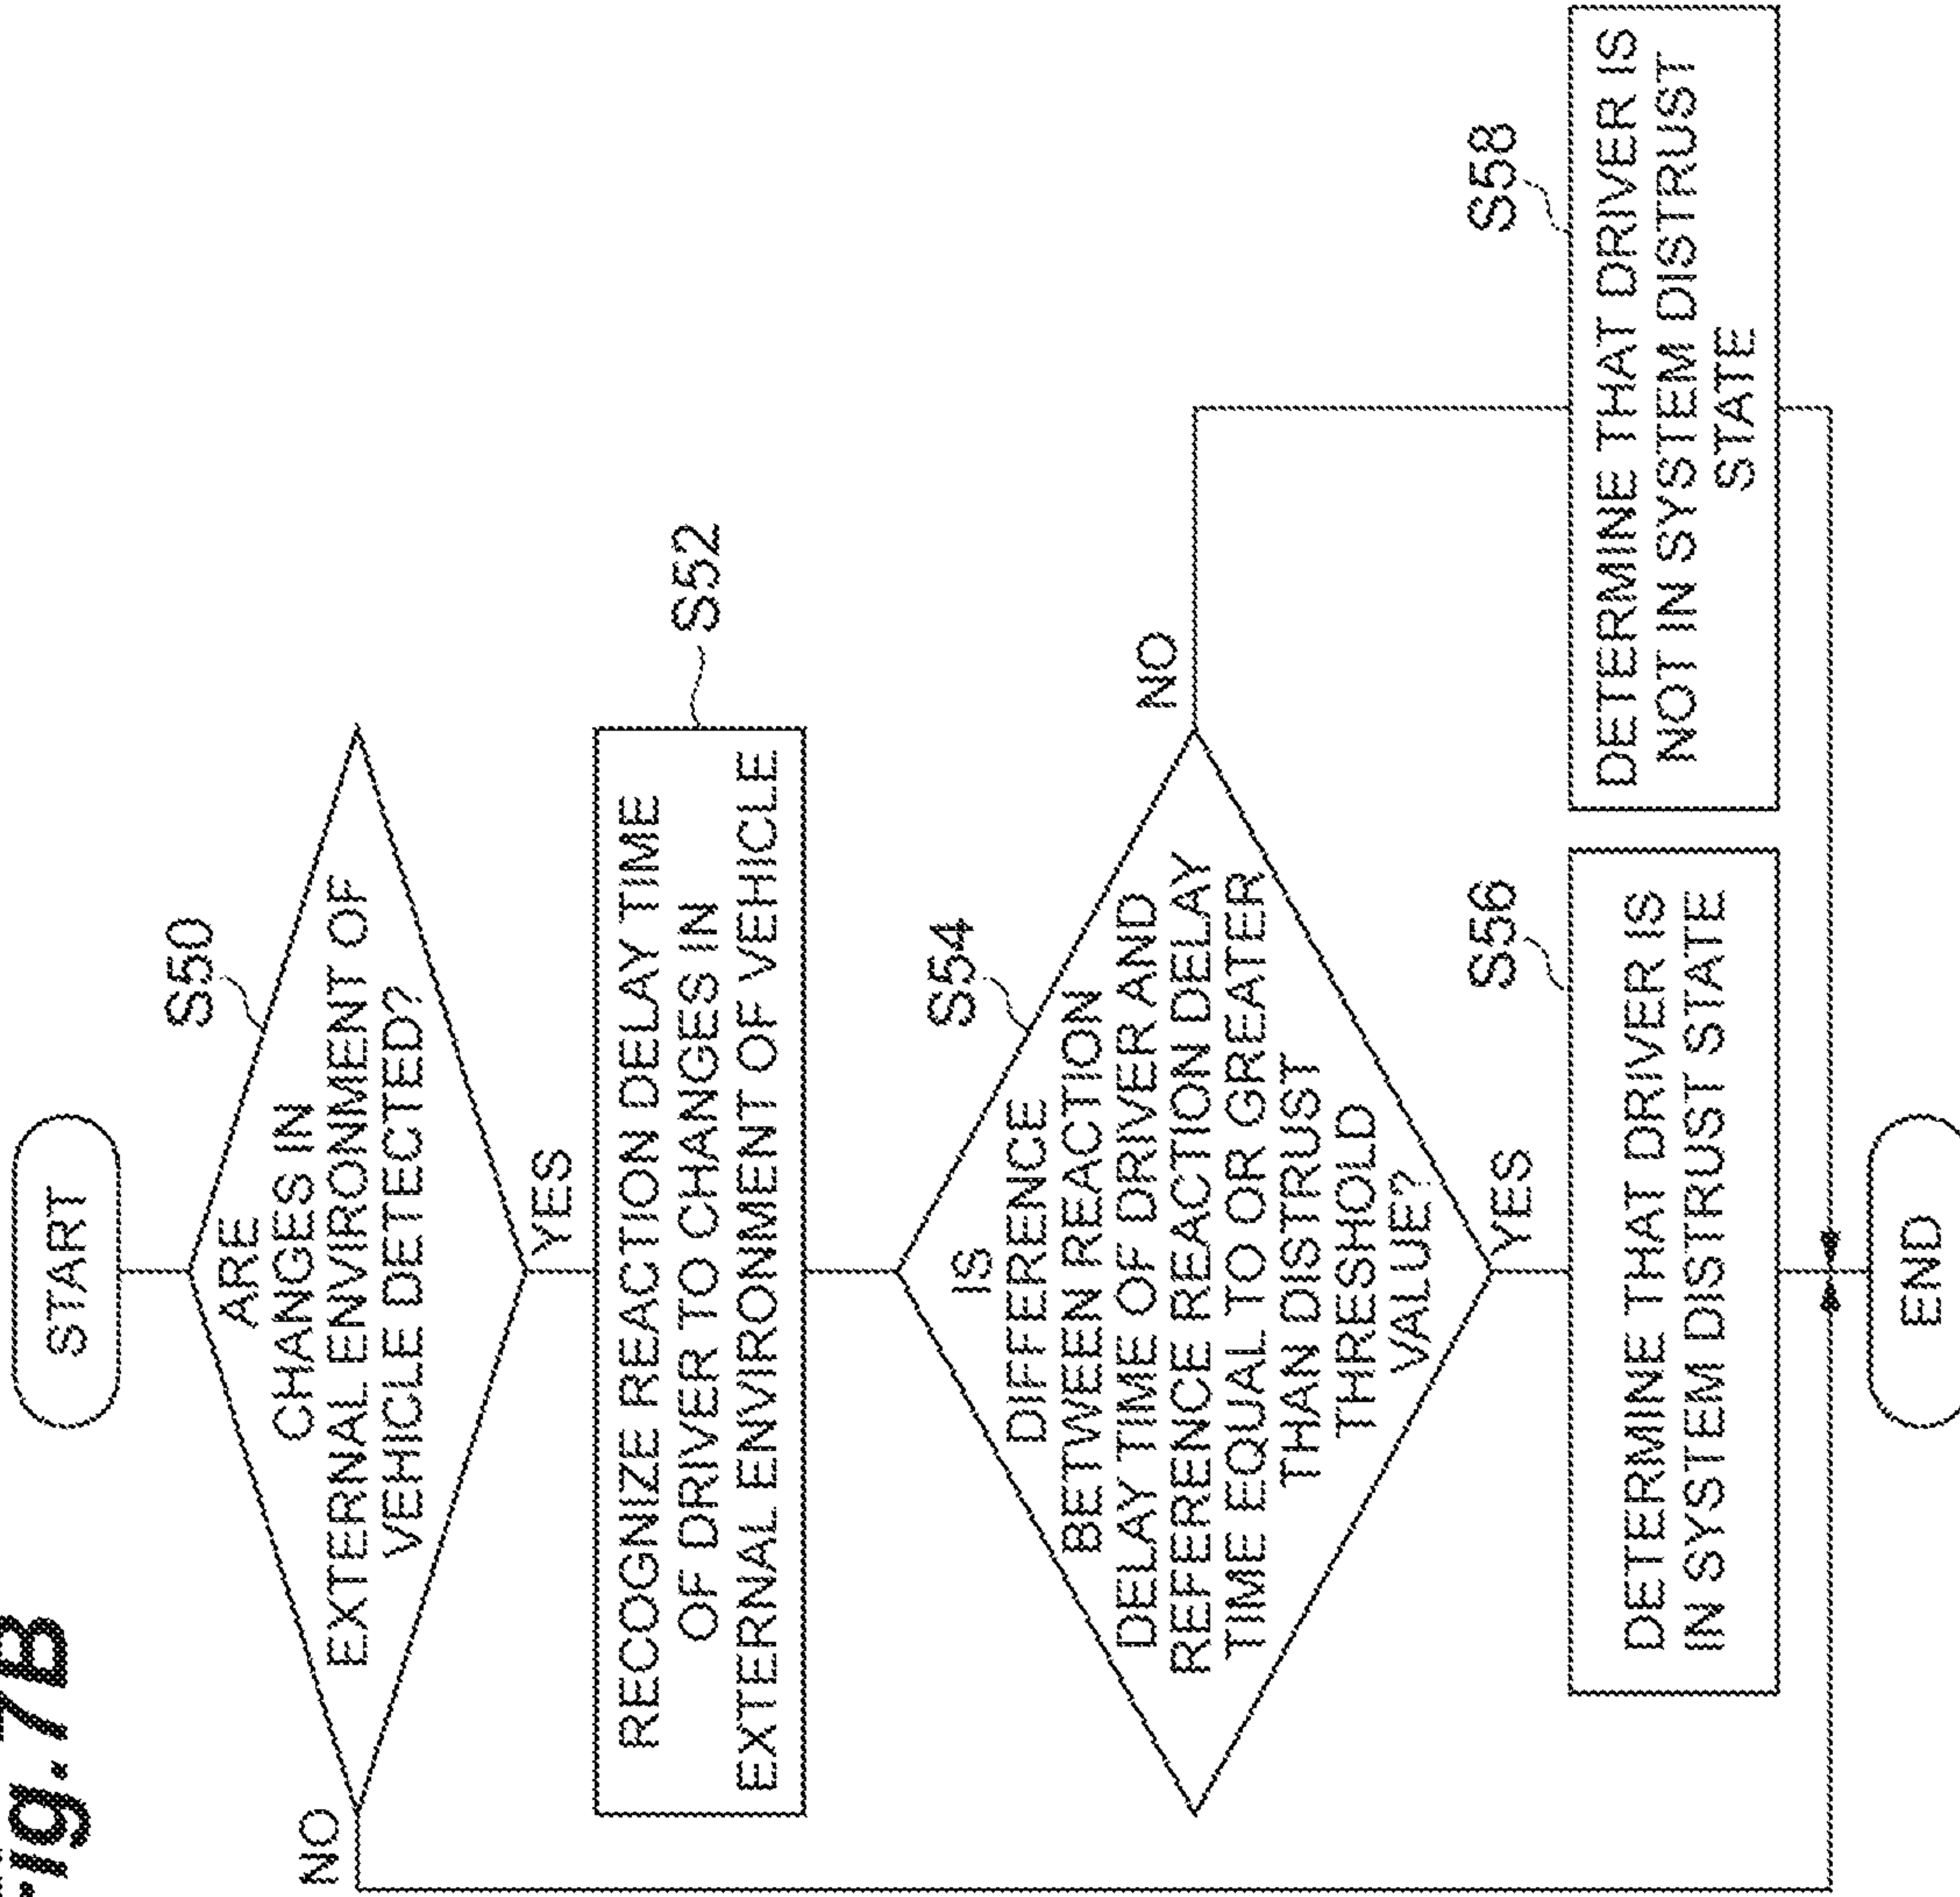 Fig.7B
START
S50
ARE
CHANGES IN
EXTERNAL ENVIRONMENT OF
VEHICLE DETECTED?
NO
YES
S52
RECOGNIZE REACTION DELAY TIME
OF DRIVER TO CHANGES IN
EXTERNAL ENVIRONMENT OF VEHICLE
S54
IS
DIFFERENCE
BETWEEN REACTION
DELAY TIME OF DRIVER AND
REFERENCE REACTION DELAY
TIME EQUAL TO OR GREATER
THAN DISTRUST
THRESHOLD
VALUE?
NO
YES
S56
DETERMINE THAT DRIVER IS
IN SYSTEM DISTRUST STATE
S58
DETERMINE THAT DRIVER IS
NOT IN SYSTEM DISTRUST
STATE
END